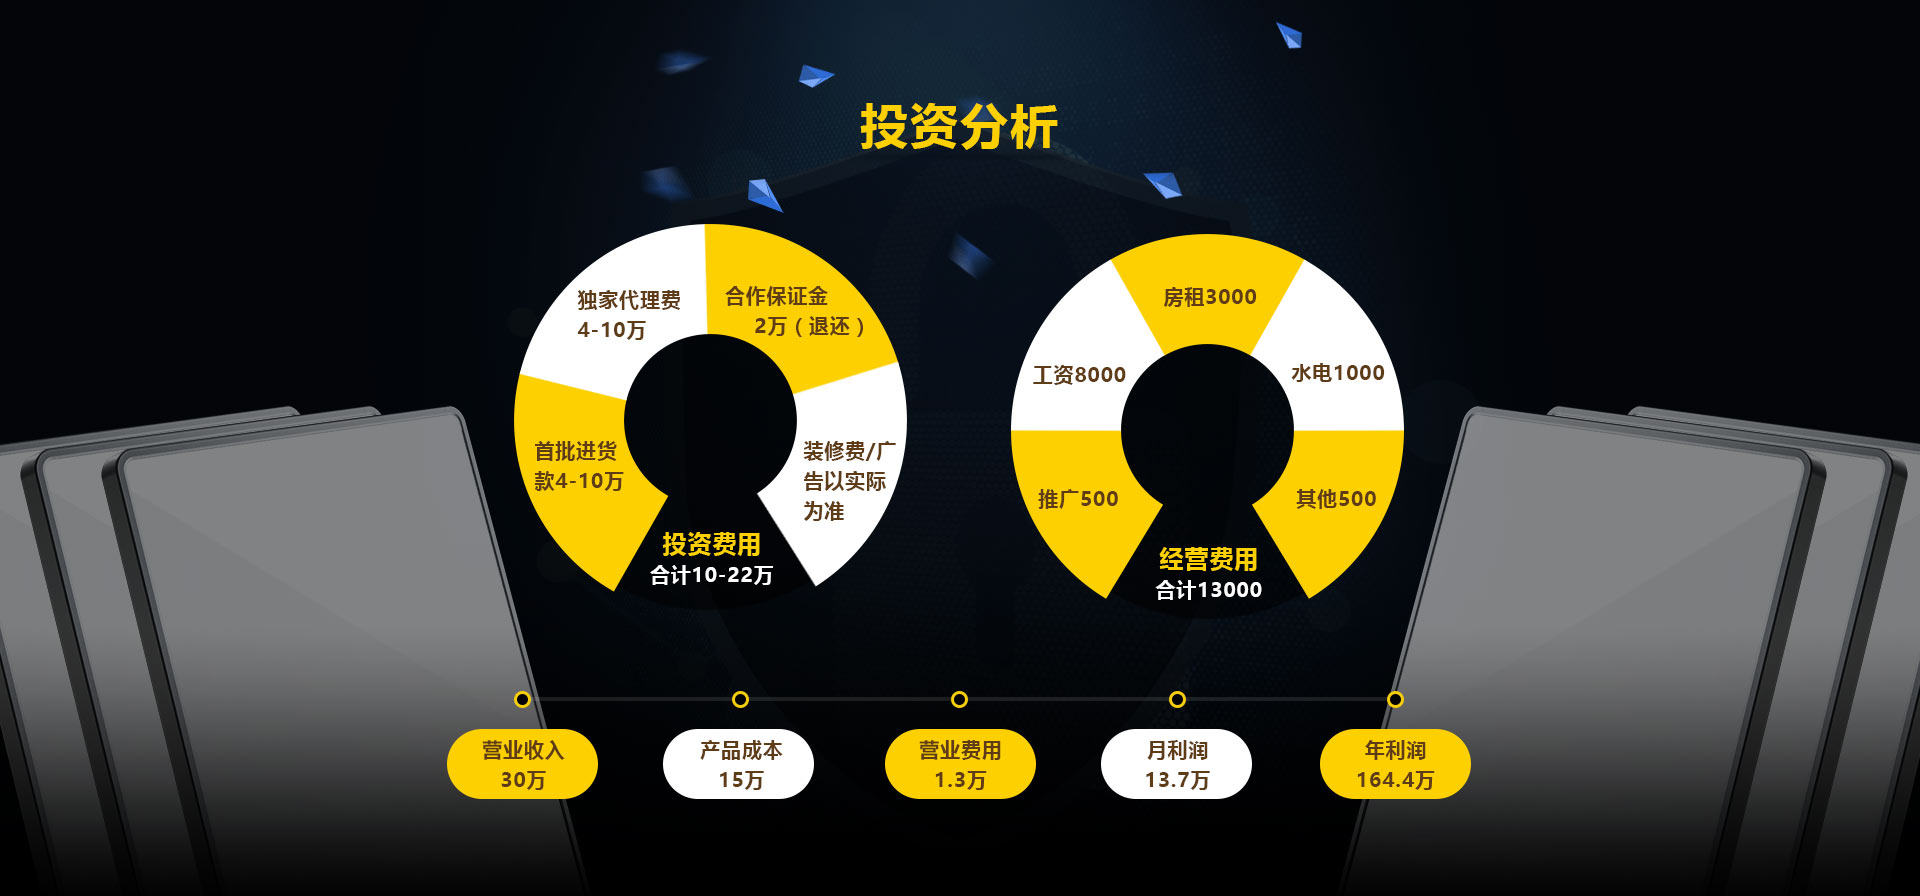 投资分析
独家代理费
4-10万
合作保证金
2万（退还）
首批进货
款4-10万
装修费/广
告以实际
为准
投资费用
合计10-22万
房租3000
工资8000
水电1000
推广500
其他500
经营费用
合计13000
营业收入
30万
产品成本
15万
营业费用
1.3万
月利润
13.7万
年利润
164.4万